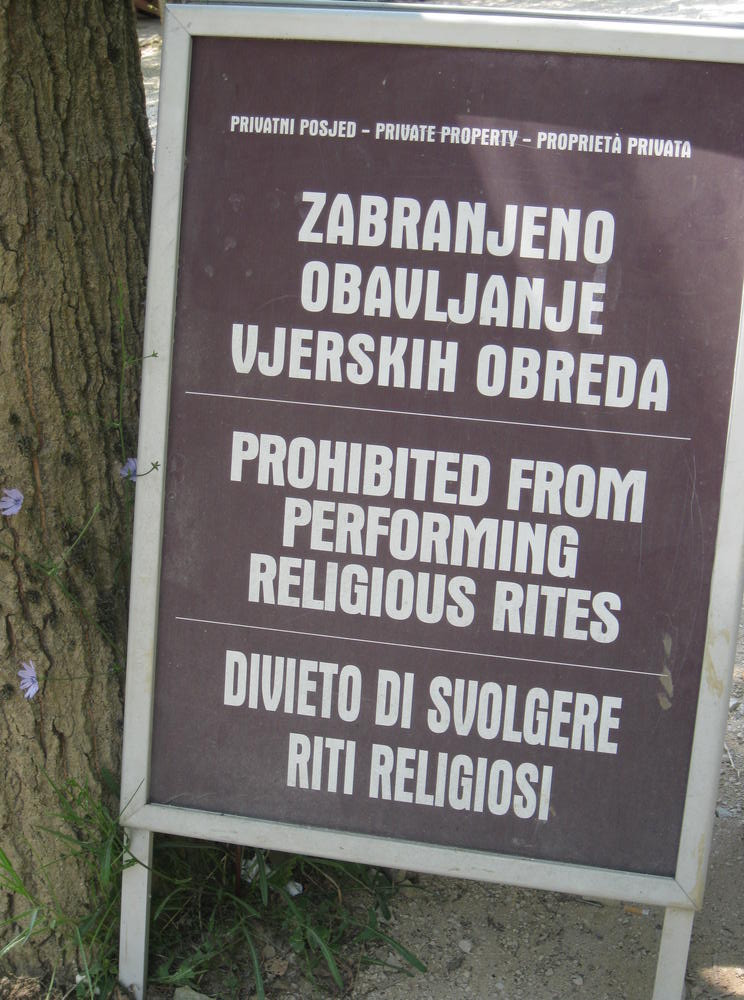 PRIVATNI POSJED - PRIVATE PROPERTY - PROPRIETÀ PRIVATA
ZABRANJENO
OBAVLJANJE
VJERSKIH OBREDA
PROHIBITED FROM
PERFORMING
RELIGIOUS RITES
DIVIETO DI SVOLGERE
RITI RELIGIOSI